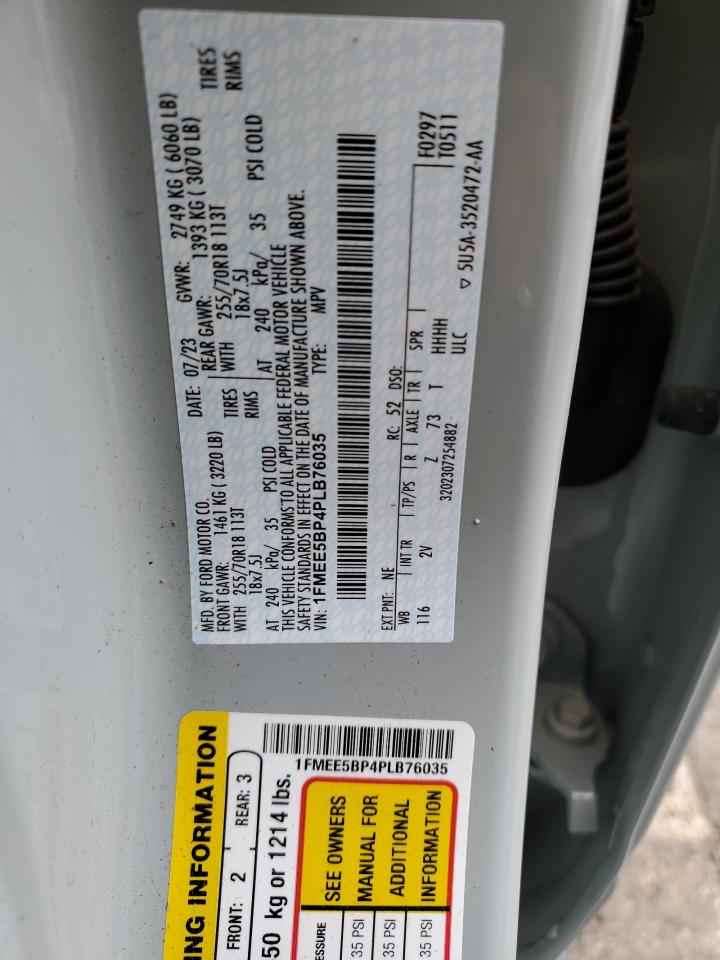 MFD. BY FORD MOTOR CO. DATE: 07/23 GVWR: 2749 KG ( 6060 LB)
FRONT GAWR: 1461 KG ( 3220 LB) REAR GAWR: 1393 KG ( 3070 LB)
WITH 255/70R18 113T TIRES WITH 255/70R18 113T TIRES
18x7.5J RIMS 18x7.5J RIMS
AT 240 kPa/ 35 PSI COLD AT 240 kPa/ 35 PSI COLD
THIS VEHICLE CONFORMS TO ALL APPLICABLE FEDERAL MOTOR VEHICLE
SAFETY STANDARDS IN EFFECT ON THE DATE OF MANUFACTURE SHOWN ABOVE.
VIN: 1FMEE5BP4PLB76035 TYPE: MPV
EXT PNT: NE RC: 52 DSO: F0297
WB INT TR TP/PS R AXLE TR SPR T0511
116 2V Z 73 T HHHH
ULC
3202307254882 ▽ 5U5A-3520472-AA
NG INFORMATION
FRONT: 2 REAR: 3
50 kg or 1214 lbs.
1FMEE5BP4PLB76035
ESSURE
35 PSI
35 PSI
35 PSI
SEE OWNERS
MANUAL FOR
ADDITIONAL
INFORMATION